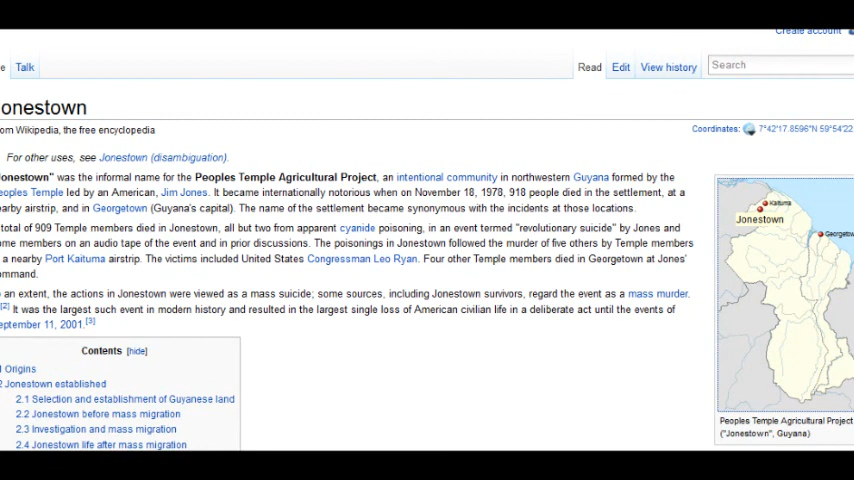 Create account
Talk
Read Edit View history Search
onestown
om Wikipedia, the free encyclopedia
Coordinates: 7°42′17.8596″N 59°54′22
For other uses, see Jonestown (disambiguation).
onestown" was the informal name for the Peoples Temple Agricultural Project, an intentional community in northwestern Guyana formed by the
eoples Temple led by an American, Jim Jones. It became internationally notorious when on November 18, 1978, 918 people died in the settlement, at a
earby airstrip, and in Georgetown (Guyana's capital). The name of the settlement became synonymous with the incidents at those locations.
total of 909 Temple members died in Jonestown, all but two from apparent cyanide poisoning, in an event termed "revolutionary suicide" by Jones and
ome members on an audio tape of the event and in prior discussions. The poisonings in Jonestown followed the murder of five others by Temple members
a nearby Port Kaituma airstrip. The victims included United States Congressman Leo Ryan. Four other Temple members died in Georgetown at Jones'
ommand.
an extent, the actions in Jonestown were viewed as a mass suicide; some sources, including Jonestown survivors, regard the event as a mass murder.
[2] It was the largest such event in modern history and resulted in the largest single loss of American civilian life in a deliberate act until the events of
eptember 11, 2001.[3]
Contents [hide]
1 Origins
2 Jonestown established
2.1 Selection and establishment of Guyanese land
2.2 Jonestown before mass migration
2.3 Investigation and mass migration
2.4 Jonestown life after mass migration
Kaituma
Jonestown
Georgetow
Peoples Temple Agricultural Project
("Jonestown", Guyana)